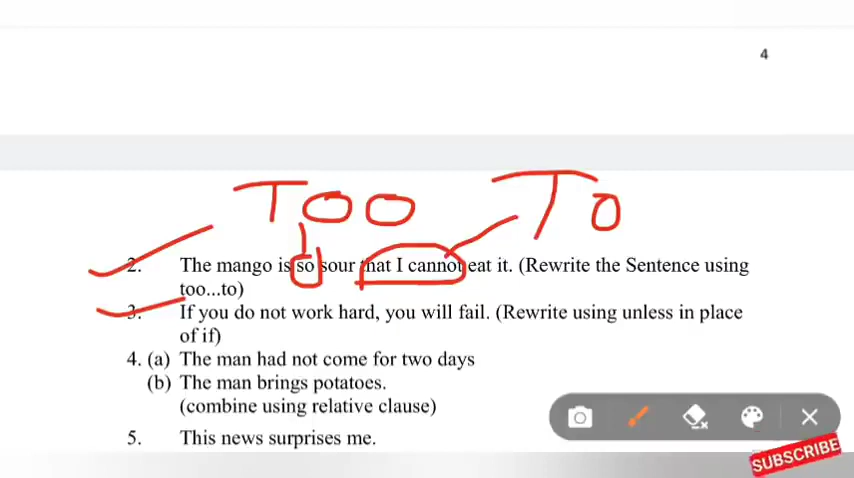 4
TOO TO
2. The mango is so sour that I cannot eat it. (Rewrite the Sentence using
too...to)
3. If you do not work hard, you will fail. (Rewrite using unless in place
of if)
4. (a) The man had not come for two days
(b) The man brings potatoes.
(combine using relative clause)
5. This news surprises me.
SUBSCRIBE